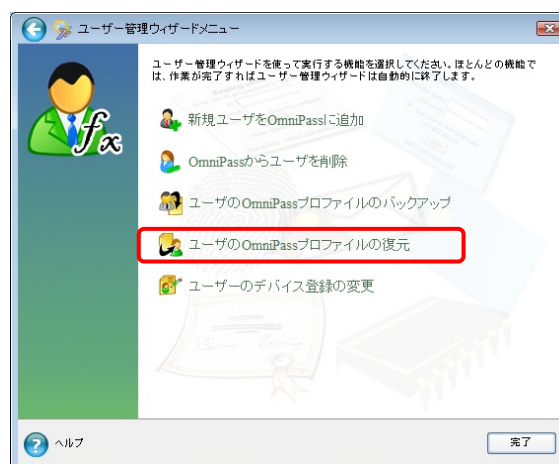 ユーザー管理ウィザードメニュー
ユーザー管理ウィザードを使って実行する機能を選択してください。ほとんどの機能で
は、作業が完了すればユーザー管理ウィザードは自動的に終了します。
新規ユーザをOmniPassに追加
OmniPassからユーザを削除
ユーザのOmniPassプロファイルのバックアップ
ユーザのOmniPassプロファイルの復元
ユーザーのデバイス登録の変更
fx
ヘルプ
完了